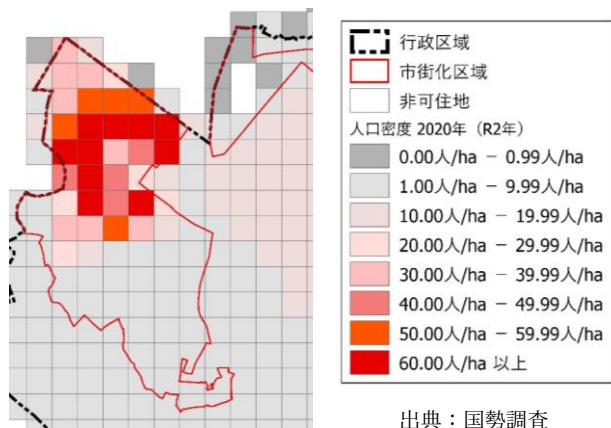 行政区域
市街化区域
非可住地
人口密度 2020年（R2年）
0.00人/ha － 0.99人/ha
1.00人/ha － 9.99人/ha
10.00人/ha － 19.99人/ha
20.00人/ha － 29.99人/ha
30.00人/ha － 39.99人/ha
40.00人/ha － 49.99人/ha
50.00人/ha － 59.99人/ha
60.00人/ha 以上
出典：国勢調査